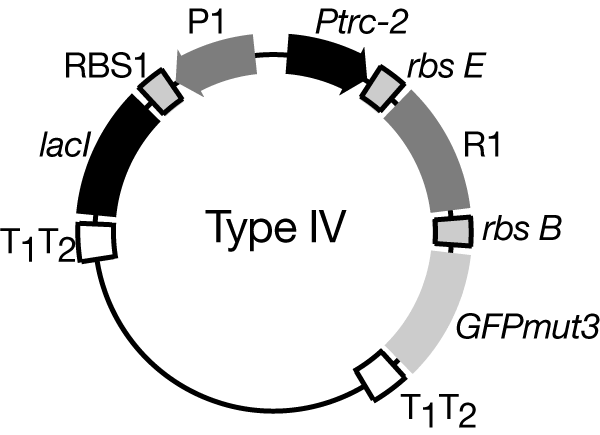 P1
Ptrc-2
RBS1
rbs E
lacI
R1
T1T2
Type IV
rbs B
GFPmut3
T1T2